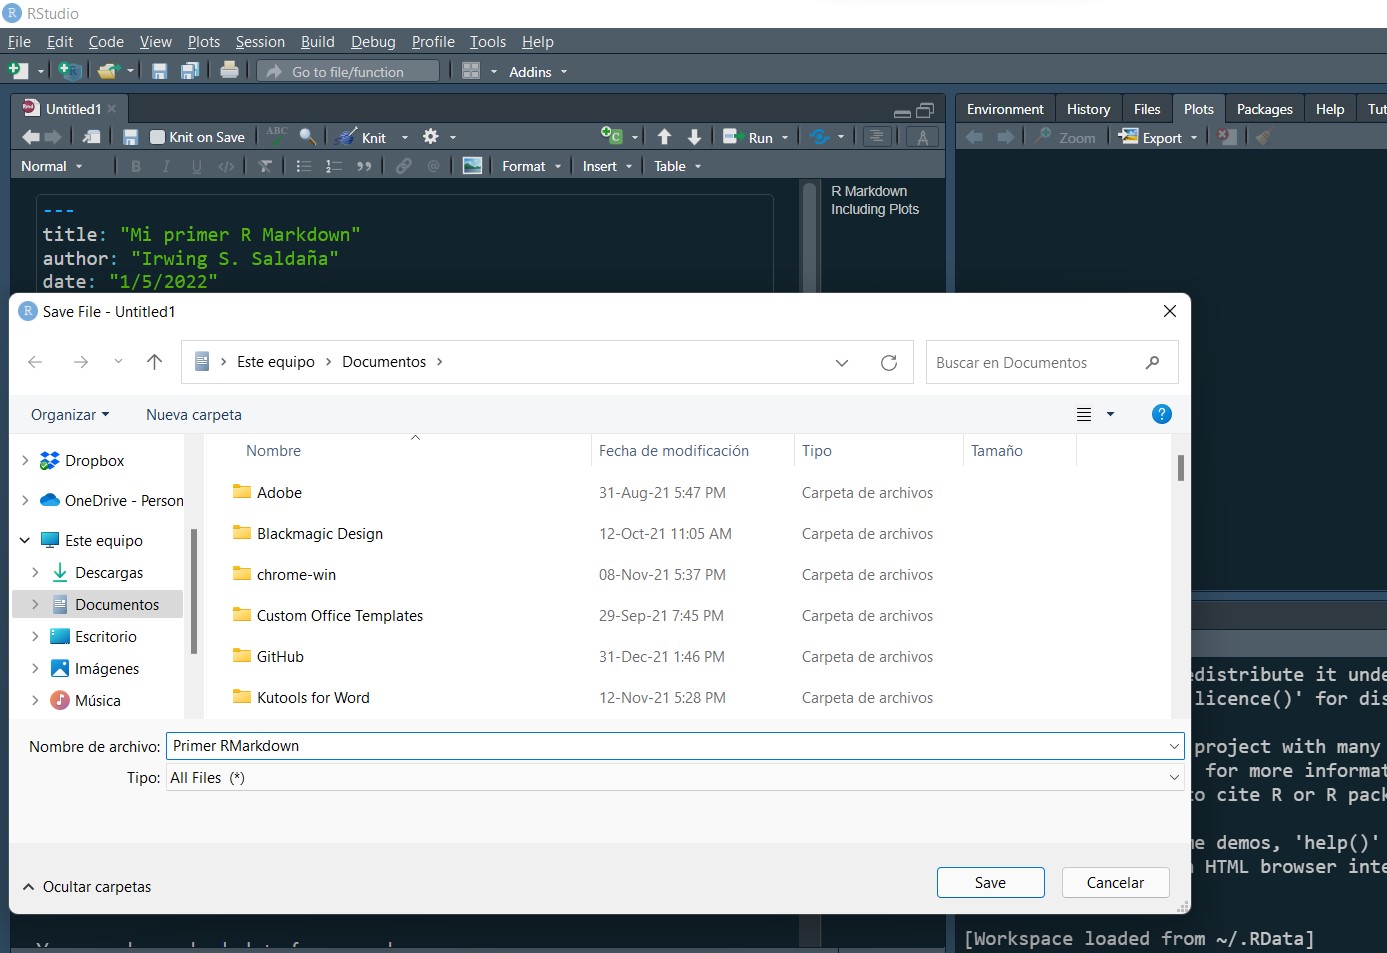 RStudio
File Edit Code View Plots Session Build Debug Profile Tools Help
Go to file/function Addins
Untitled1
Knit on Save ABC Knit Run
Normal B I U Format Insert Table
---
title: "Mi primer R Markdown"
author: "Irwing S. Saldaña"
date: "1/5/2022"
R Markdown
Including Plots
Environment History Files Plots Packages Help Tut
Zoom Export
Save File - Untitled1
Este equipo Documentos
Buscar en Documentos
Organizar Nueva carpeta
Dropbox
OneDrive - Person
Este equipo
Descargas
Documentos
Escritorio
Imágenes
Música
Nombre Fecha de modificación Tipo Tamaño
Adobe 31-Aug-21 5:47 PM Carpeta de archivos
Blackmagic Design 12-Oct-21 11:05 AM Carpeta de archivos
chrome-win 08-Nov-21 5:37 PM Carpeta de archivos
Custom Office Templates 29-Sep-21 7:45 PM Carpeta de archivos
GitHub 31-Dec-21 1:46 PM Carpeta de archivos
Kutools for Word 12-Nov-21 5:28 PM Carpeta de archivos
Nombre de archivo: Primer RMarkdown
Tipo: All Files (*)
Ocultar carpetas
Save Cancelar
edistribute it unde
licence()' for dis
project with many
for more informat
to cite R or R pack
me demos, 'help()'
HTML browser inte
[Workspace loaded from ~/.RData]